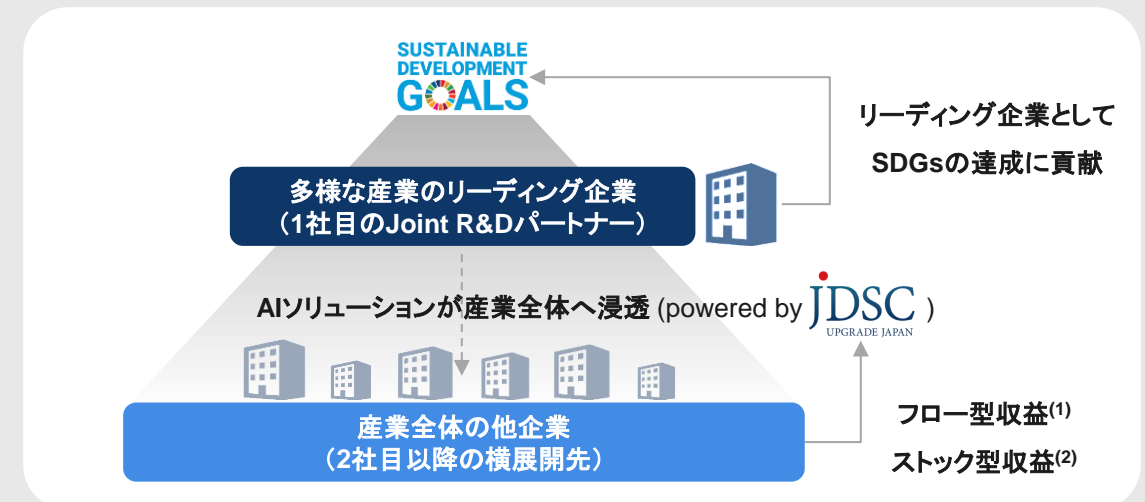 SUSTAINABLE
DEVELOPMENT
GOALS
リーディング企業として
SDGsの達成に貢献
多様な産業のリーディング企業
（1社目のJoint R&Dパートナー）
AIソリューションが産業全体へ浸透 (powered by JDSC )
UPGRADE JAPAN
産業全体の他企業
（2社目以降の横展開先）
フロー型収益(1)
ストック型収益(2)